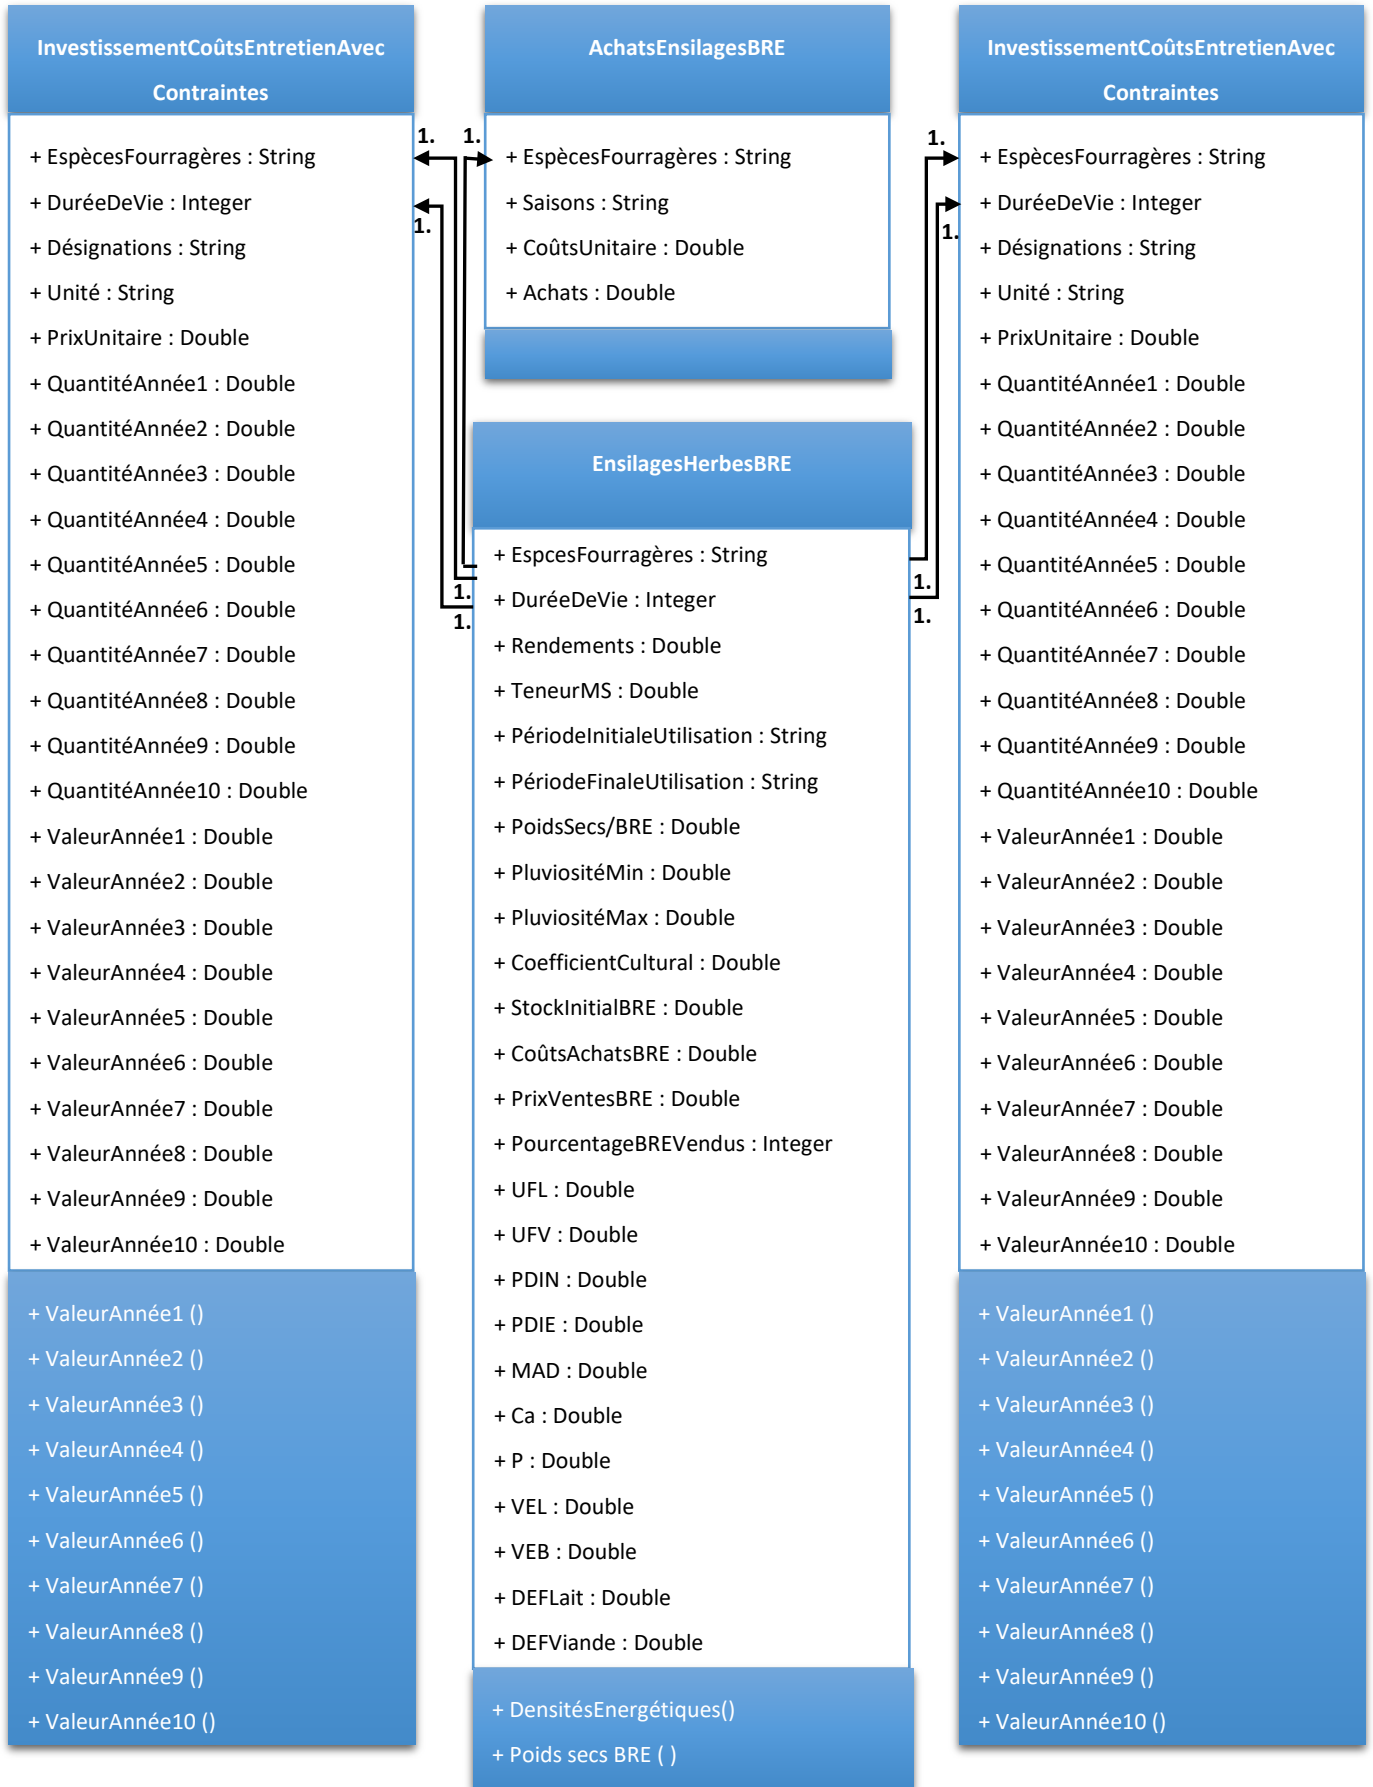 InvestissementCoûtsEntretienAvec
Contraintes
+ EspècesFourragères : String
+ DuréeDeVie : Integer
+ Désignations : String
+ Unité : String
+ PrixUnitaire : Double
+ QuantitéAnnée1 : Double
+ QuantitéAnnée2 : Double
+ QuantitéAnnée3 : Double
+ QuantitéAnnée4 : Double
+ QuantitéAnnée5 : Double
+ QuantitéAnnée6 : Double
+ QuantitéAnnée7 : Double
+ QuantitéAnnée8 : Double
+ QuantitéAnnée9 : Double
+ QuantitéAnnée10 : Double
+ ValeurAnnée1 : Double
+ ValeurAnnée2 : Double
+ ValeurAnnée3 : Double
+ ValeurAnnée4 : Double
+ ValeurAnnée5 : Double
+ ValeurAnnée6 : Double
+ ValeurAnnée7 : Double
+ ValeurAnnée8 : Double
+ ValeurAnnée9 : Double
+ ValeurAnnée10 : Double
+ ValeurAnnée1 ()
+ ValeurAnnée2 ()
+ ValeurAnnée3 ()
+ ValeurAnnée4 ()
+ ValeurAnnée5 ()
+ ValeurAnnée6 ()
+ ValeurAnnée7 ()
+ ValeurAnnée8 ()
+ ValeurAnnée9 ()
+ ValeurAnnée10 ()
1.
1.
1.
1.
1.
AchatsEnsilagesBRE
+ EspècesFourragères : String
+ Saisons : String
+ CoûtsUnitaire : Double
+ Achats : Double
EnsilagesHerbesBRE
+ EspcesFourragères : String
+ DuréeDeVie : Integer
+ Rendements : Double
+ TeneurMS : Double
+ PériodeInitialeUtilisation : String
+ PériodeFinaleUtilisation : String
+ PoidsSecs/BRE : Double
+ PluviositéMin : Double
+ PluviositéMax : Double
+ CoefficientCultural : Double
+ StockInitialBRE : Double
+ CoûtsAchatsBRE : Double
+ PrixVentesBRE : Double
+ PourcentageBREVendus : Integer
+ UFL : Double
+ UFV : Double
+ PDIN : Double
+ PDIE : Double
+ MAD : Double
+ Ca : Double
+ P : Double
+ VEL : Double
+ VEB : Double
+ DEFLait : Double
+ DEFViande : Double
+ DensitésEnergétiques()
+ Poids secs BRE ( )
1.
1.
1.
1.
InvestissementCoûtsEntretienAvec
Contraintes
+ EspècesFourragères : String
+ DuréeDeVie : Integer
+ Désignations : String
+ Unité : String
+ PrixUnitaire : Double
+ QuantitéAnnée1 : Double
+ QuantitéAnnée2 : Double
+ QuantitéAnnée3 : Double
+ QuantitéAnnée4 : Double
+ QuantitéAnnée5 : Double
+ QuantitéAnnée6 : Double
+ QuantitéAnnée7 : Double
+ QuantitéAnnée8 : Double
+ QuantitéAnnée9 : Double
+ QuantitéAnnée10 : Double
+ ValeurAnnée1 : Double
+ ValeurAnnée2 : Double
+ ValeurAnnée3 : Double
+ ValeurAnnée4 : Double
+ ValeurAnnée5 : Double
+ ValeurAnnée6 : Double
+ ValeurAnnée7 : Double
+ ValeurAnnée8 : Double
+ ValeurAnnée9 : Double
+ ValeurAnnée10 : Double
+ ValeurAnnée1 ()
+ ValeurAnnée2 ()
+ ValeurAnnée3 ()
+ ValeurAnnée4 ()
+ ValeurAnnée5 ()
+ ValeurAnnée6 ()
+ ValeurAnnée7 ()
+ ValeurAnnée8 ()
+ ValeurAnnée9 ()
+ ValeurAnnée10 ()